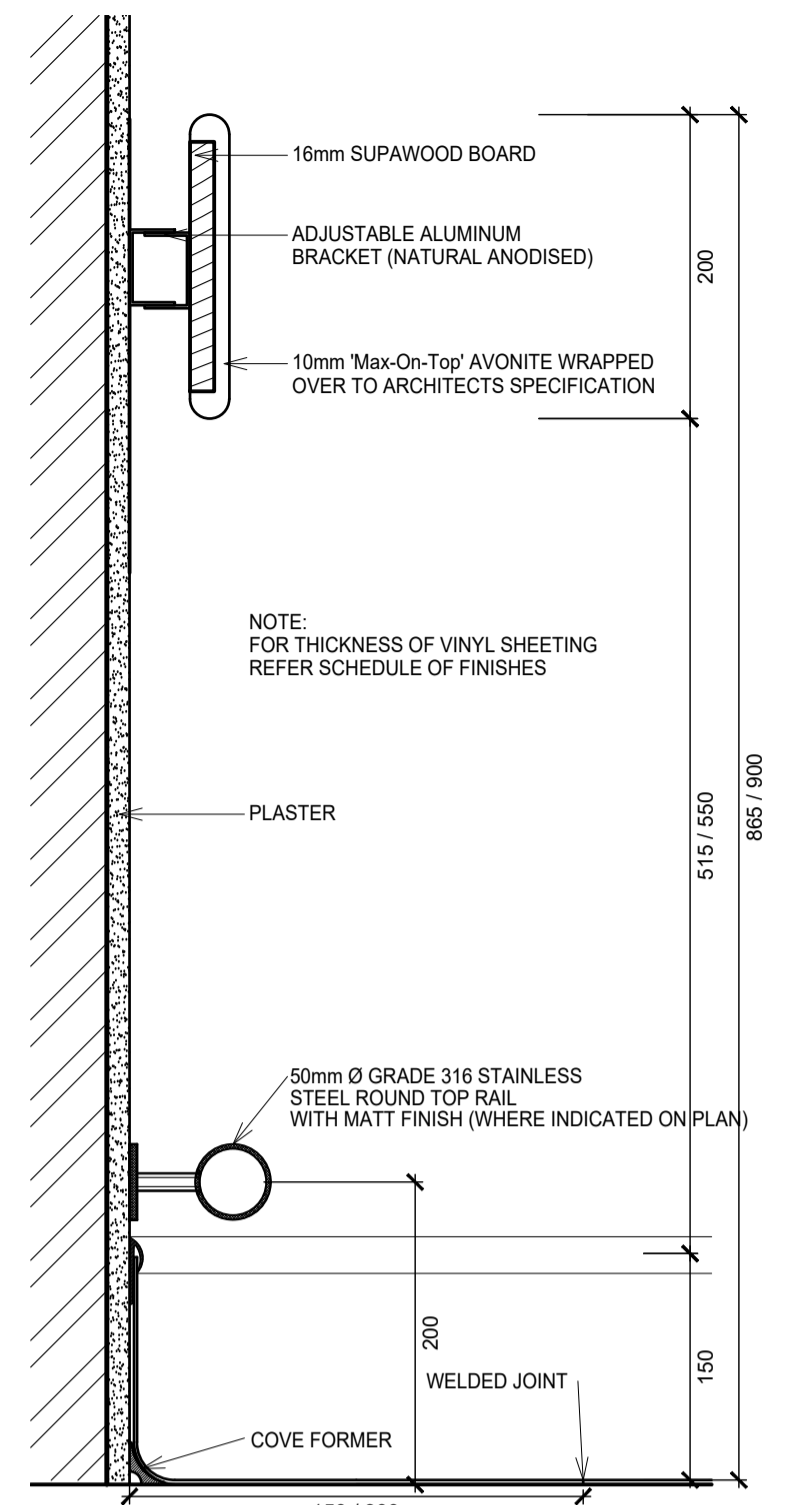 16mm SUPAWOOD BOARD
ADJUSTABLE ALUMINUM
BRACKET (NATURAL ANODISED)
200
10mm 'Max-On-Top' AVONITE WRAPPED
OVER TO ARCHITECTS SPECIFICATION
NOTE:
FOR THICKNESS OF VINYL SHEETING
REFER SCHEDULE OF FINISHES
865 / 900
515 / 550
PLASTER
50mm Ø GRADE 316 STAINLESS
STEEL ROUND TOP RAIL
WITH MATT FINISH (WHERE INDICATED ON PLAN)
200
150
WELDED JOINT
COVE FORMER